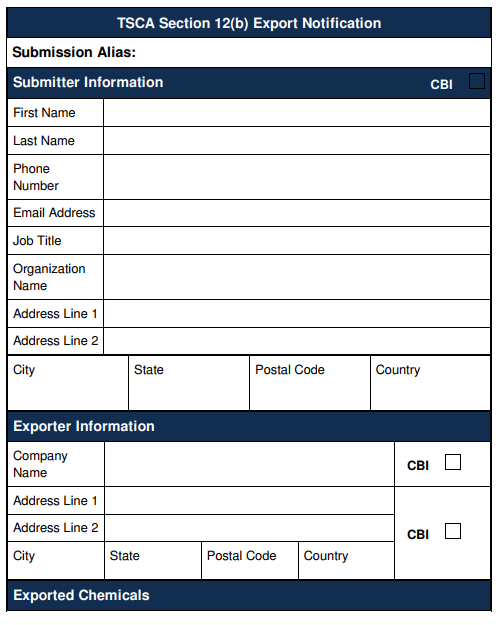 TSCA Section 12(b) Export Notification
Submission Alias:
Submitter Information CBI
First Name
Last Name
Phone
Number
Email Address
Job Title
Organization
Name
Address Line 1
Address Line 2
City State Postal Code Country
Exporter Information
Company
Name
CBI
Address Line 1
Address Line 2
CBI
City State Postal Code Country
Exported Chemicals